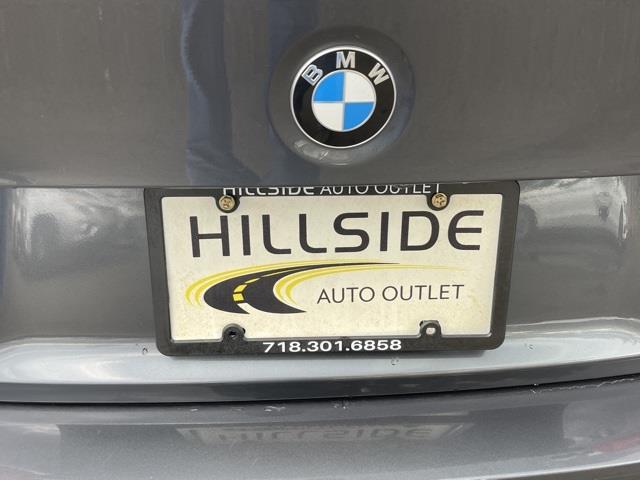 BMW
HILLSIDE AUTO OUTLET
HILLSIDE
AUTO OUTLET
718.301.6858